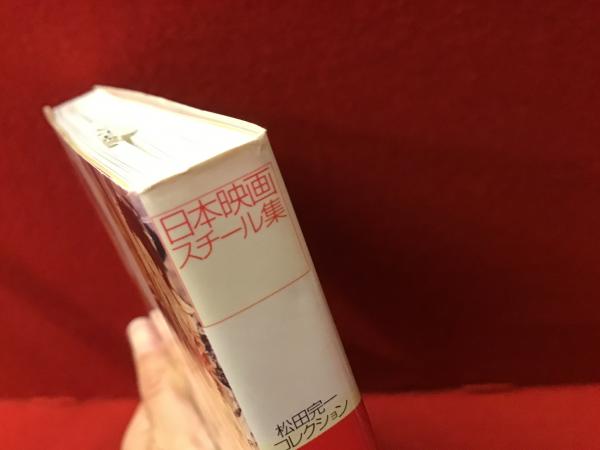 日本映画
スチール集
松田完一
コレクション